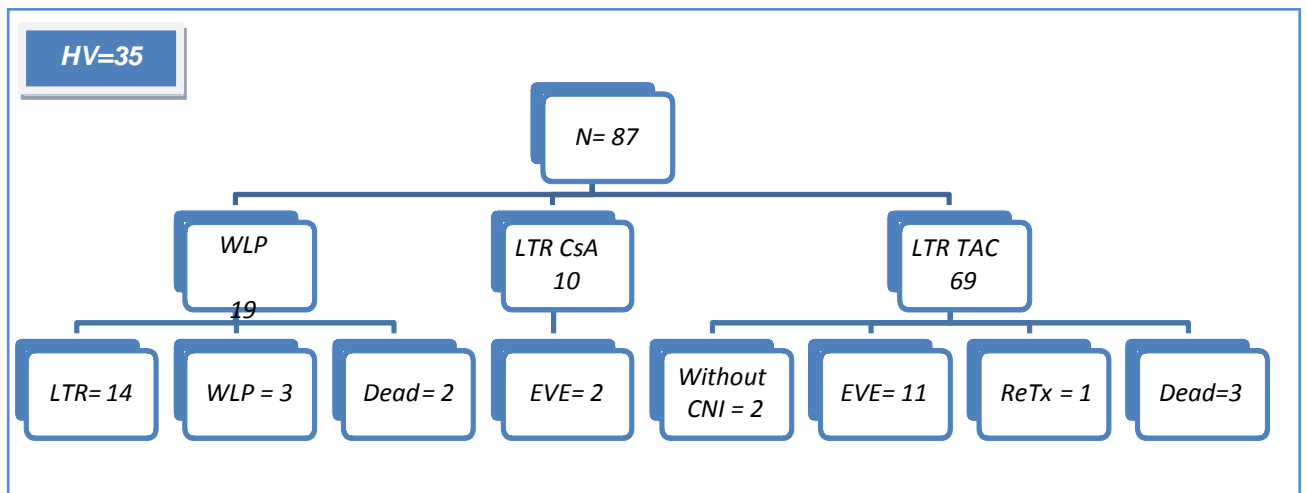 HV=35
N= 87
WLP
19
LTR CsA
10
LTR TAC
69
LTR= 14
WLP = 3
Dead= 2
EVE= 2
Without
CNI = 2
EVE= 11
ReTx = 1
Dead=3